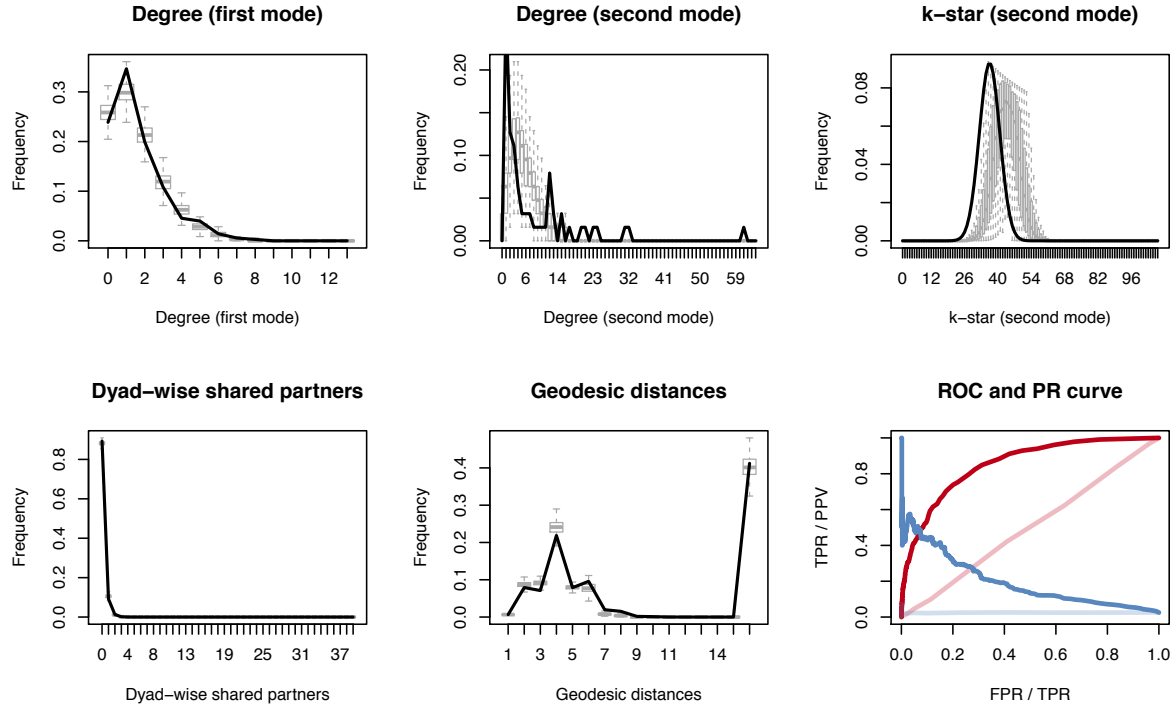 Degree (first mode)
Frequency
0.0 0.1 0.2 0.3
0 2 4 6 8 10 12
Degree (first mode)
Degree (second mode)
Frequency
0.00 0.10 0.20
0 6 14 23 32 41 50 59
Degree (second mode)
k−star (second mode)
Frequency
0.00 0.04 0.08
0 12 26 40 54 68 82 96
k−star (second mode)
Dyad−wise shared partners
Frequency
0.0 0.2 0.4 0.6 0.8
0 4 8 13 19 25 31 37
Dyad−wise shared partners
Geodesic distances
Frequency
0.0 0.1 0.2 0.3 0.4
1 3 5 7 9 11 14
Geodesic distances
ROC and PR curve
TPR / PPV
0.0 0.4 0.8
0.0 0.2 0.4 0.6 0.8 1.0
FPR / TPR